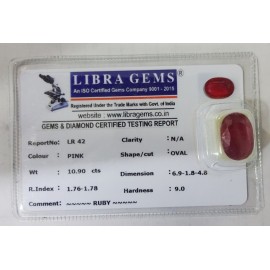 LIBRA GEMS
An ISO Certified Gems Company 9001 - 2015
Registered Under the Trade Marks with Govt. of India
website : www.libragems.co.in
GEMS & DIAMOND CERTIFIED TESTING REPORT
ReportNo: LR 42 Clarity: N/A
Colour : PINK Shape/cut: OVAL
Wt : 10.90 cts Dimension : 6.9-1.8-4.8
R.Index : 1.76-1.78 Hardness : 9.0
Comment ~~~~~ RUBY ~~~~~